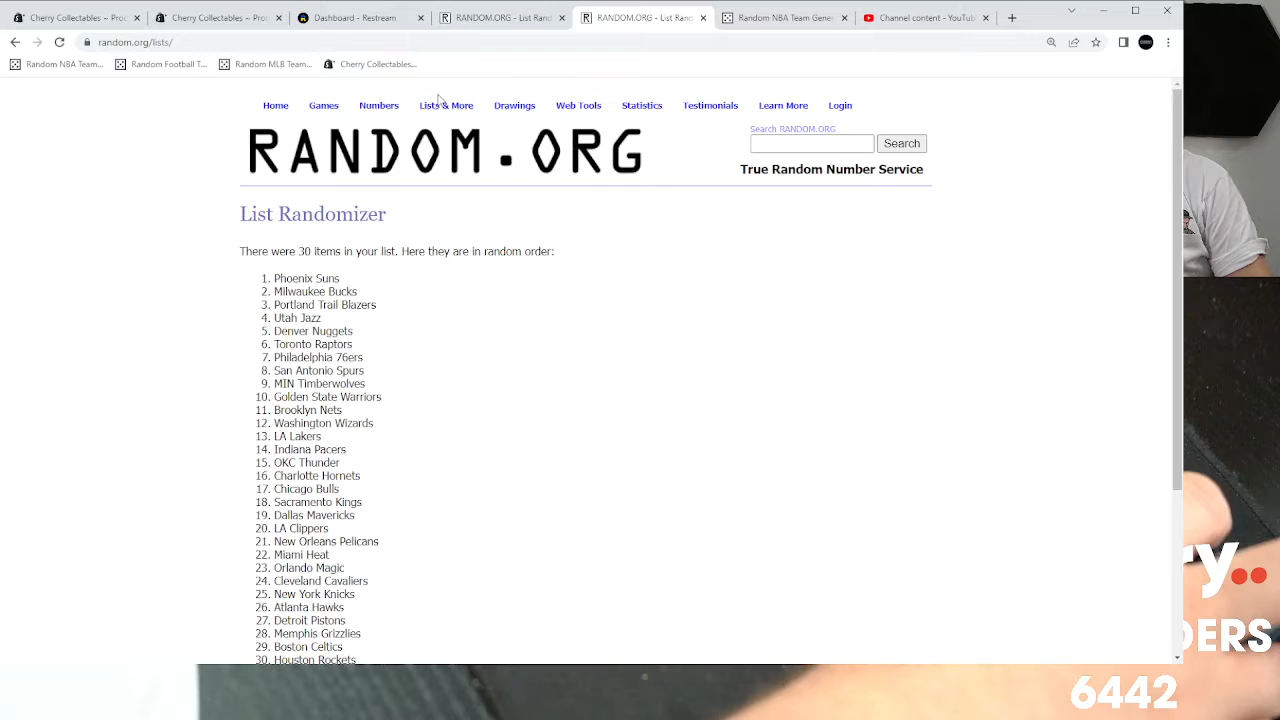 Cherry Collectables ~ Pro
Cherry Collectables ~ Pro
Dashboard - Restream
RANDOM.ORG - List Rand
RANDOM.ORG - List Rand
Random NBA Team Gene
Channel content - YouTub
random.org/lists/
Random NBA Team...
Random Football T...
Random MLB Team...
Cherry Collectables...
Home
Games
Numbers
Lists & More
Drawings
Web Tools
Statistics
Testimonials
Learn More
Login
Search RANDOM.ORG
RANDOM.ORG
Search
True Random Number Service
List Randomizer
There were 30 items in your list. Here they are in random order:
1. Phoenix Suns
2. Milwaukee Bucks
3. Portland Trail Blazers
4. Utah Jazz
5. Denver Nuggets
6. Toronto Raptors
7. Philadelphia 76ers
8. San Antonio Spurs
9. MIN Timberwolves
10. Golden State Warriors
11. Brooklyn Nets
12. Washington Wizards
13. LA Lakers
14. Indiana Pacers
15. OKC Thunder
16. Charlotte Hornets
17. Chicago Bulls
18. Sacramento Kings
19. Dallas Mavericks
20. LA Clippers
21. New Orleans Pelicans
22. Miami Heat
23. Orlando Magic
24. Cleveland Cavaliers
25. New York Knicks
26. Atlanta Hawks
27. Detroit Pistons
28. Memphis Grizzlies
29. Boston Celtics
30. Houston Rockets
ry..
DERS
6442